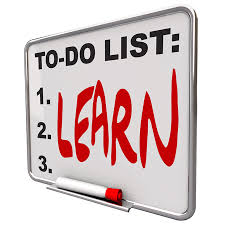 TO-DO LIST:
1.
2. LEARN
3.